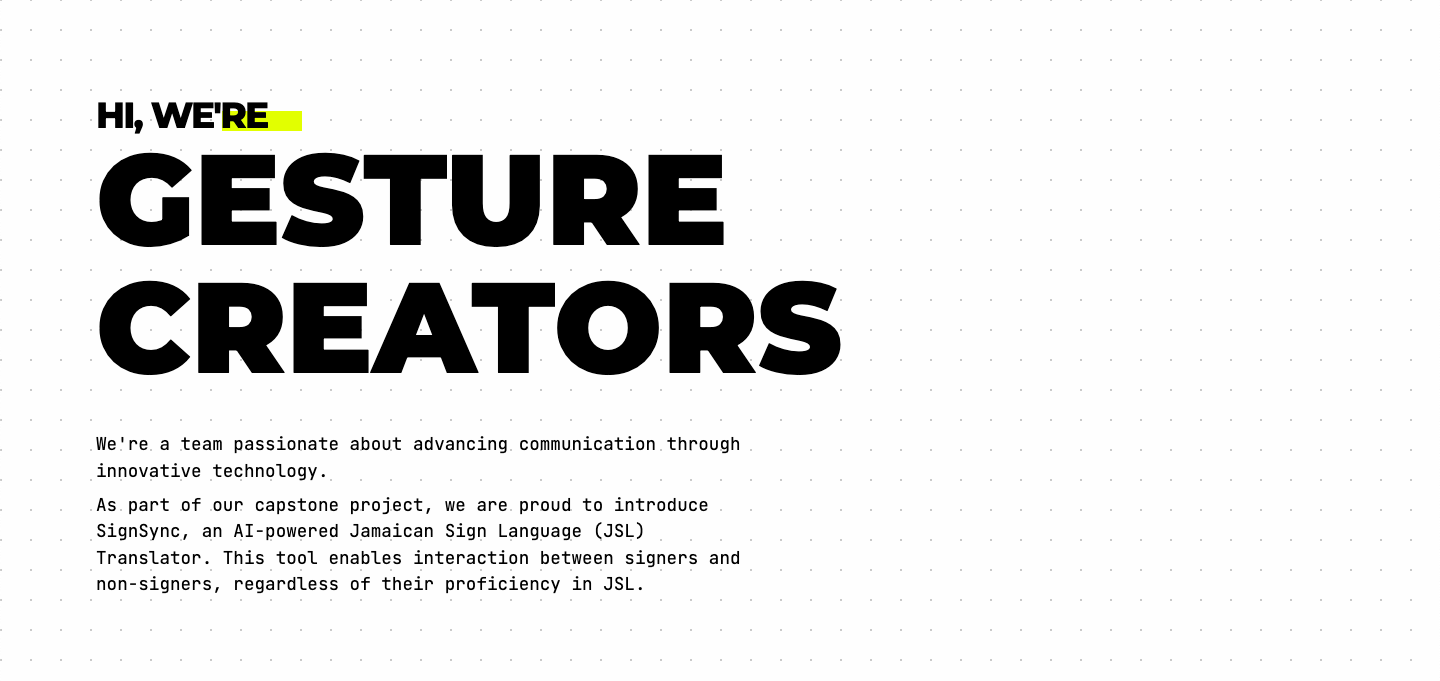 HI, WE'RE
GESTURE
CREATORS
We're a team passionate about advancing communication through
innovative technology.
As part of our capstone project, we are proud to introduce
SignSync, an AI-powered Jamaican Sign Language (JSL)
Translator. This tool enables interaction between signers and
non-signers, regardless of their proficiency in JSL.